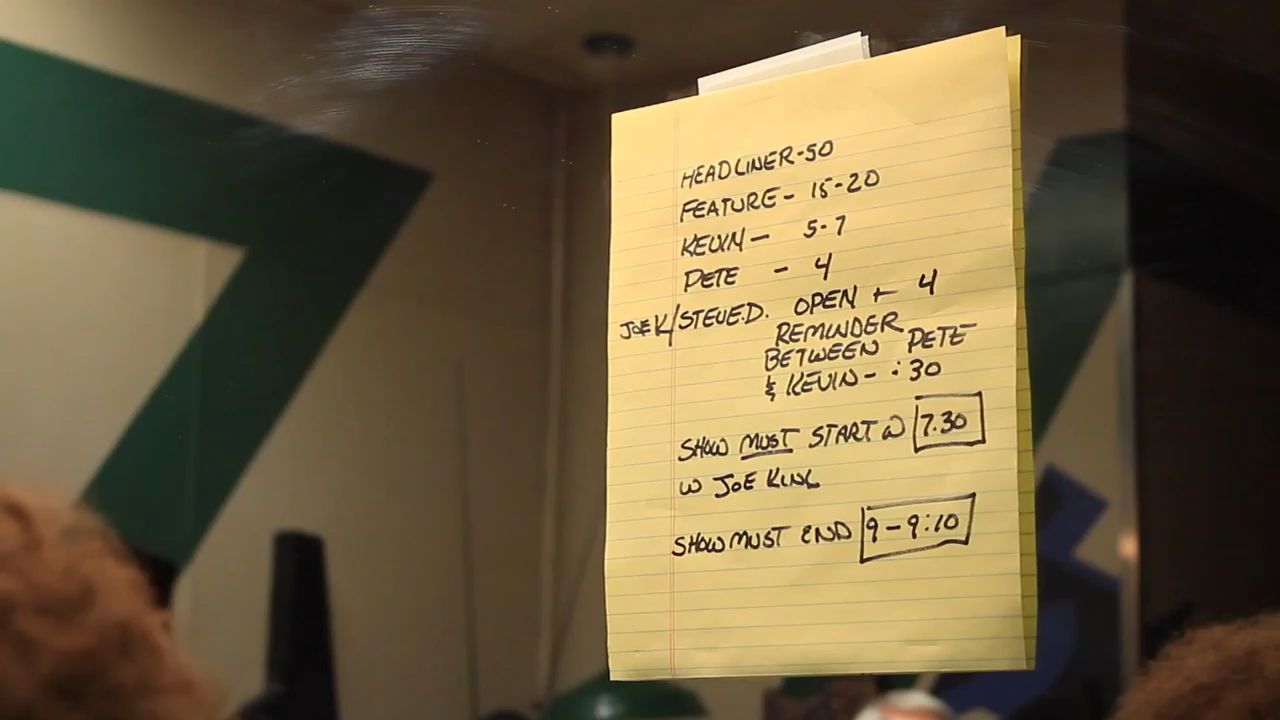 HEADLINER-50
FEATURE - 15-20
KEVIN - 5-7
PETE - 4
JOE K/STEVE D. OPEN + 4
REMINDER
BETWEEN PETE
& KEVIN - :30
SHOW MUST START @ 7.30
W JOE KING
SHOW MUST END 9-9:10